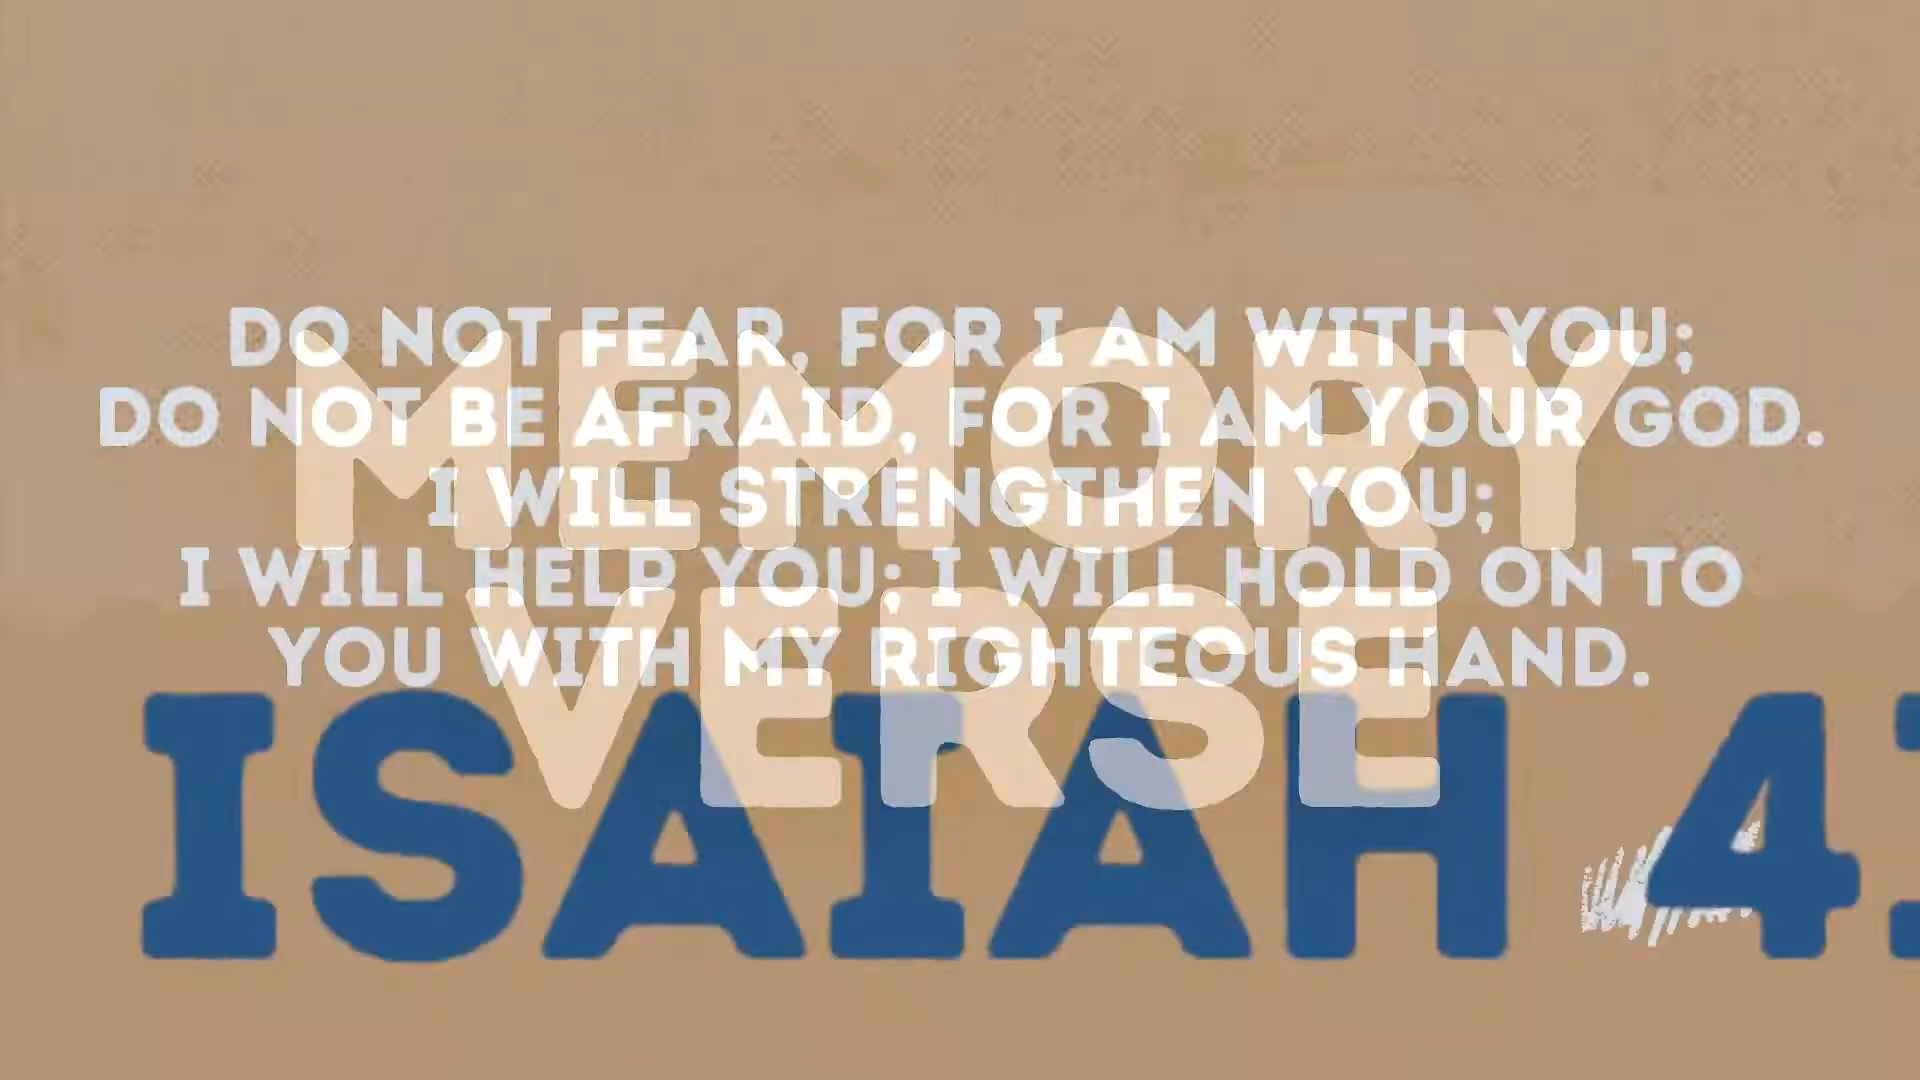 DO NOT FEAR, FOR I AM WITH YOU;
DO NOT BE AFRAID, FOR I AM YOUR GOD.
I WILL STRENGTHEN YOU;
I WILL HELP YOU; I WILL HOLD ON TO
YOU WITH MY RIGHTEOUS HAND.
MEMORY
VERSE
ISAIAH 4